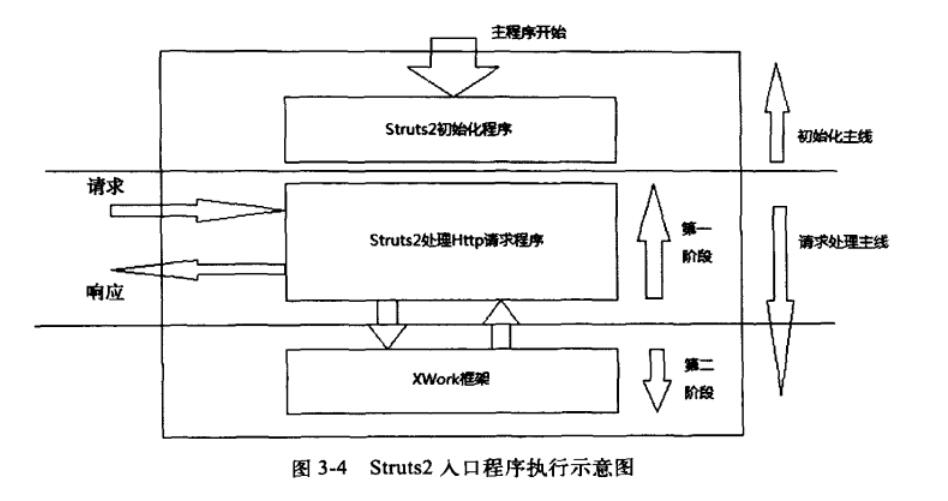 主程序开始
Struts2初始化程序
初始化主线
请求
Struts2处理Http请求程序
第一
阶段
请求处理主线
响应
XWork框架
第二
阶段
图 3-4 Struts2 入口程序执行示意图